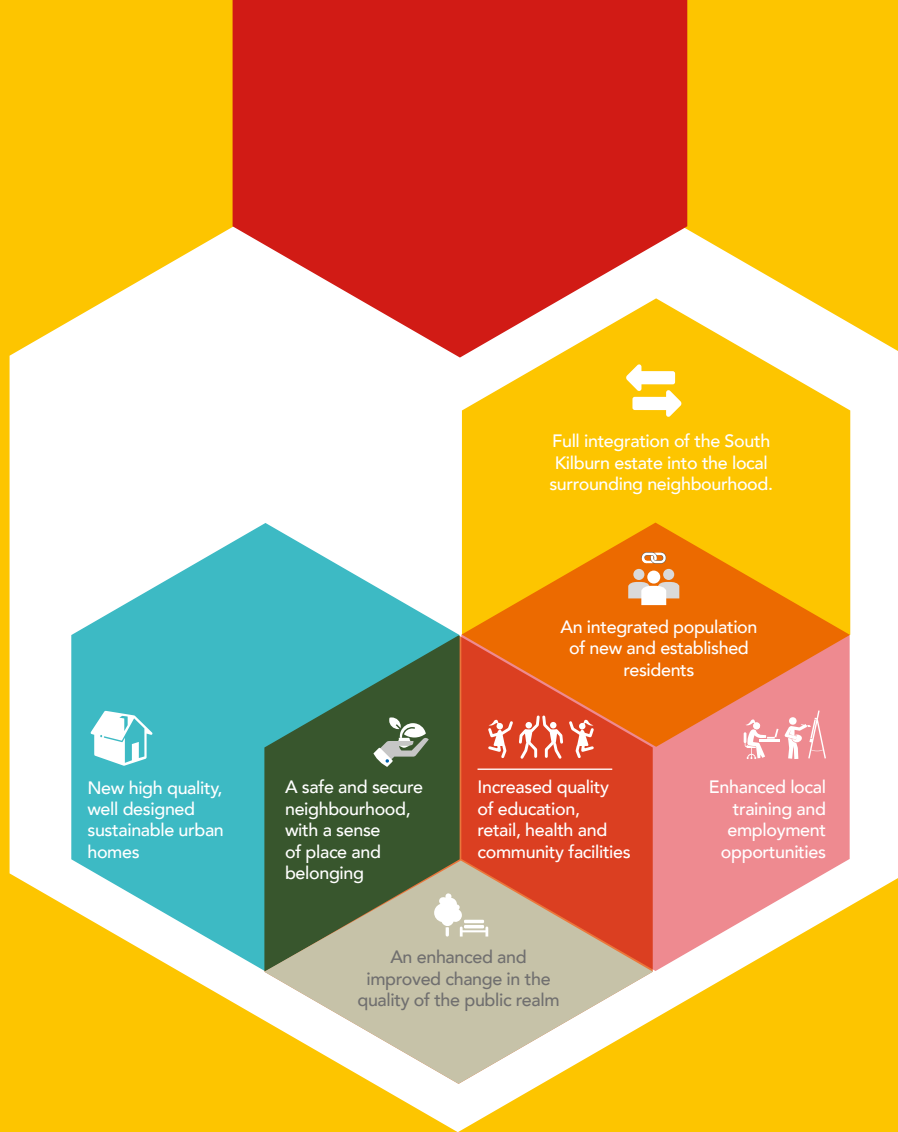 Full integration of the South
Kilburn estate into the local
surrounding neighbourhood.
An integrated population
of new and established
residents
New high quality,
well designed
sustainable urban
homes
A safe and secure
neighbourhood,
with a sense
of place and
belonging
Increased quality
of education,
retail, health and
community facilities
Enhanced local
training and
employment
opportunities
An enhanced and
improved change in the
quality of the public realm